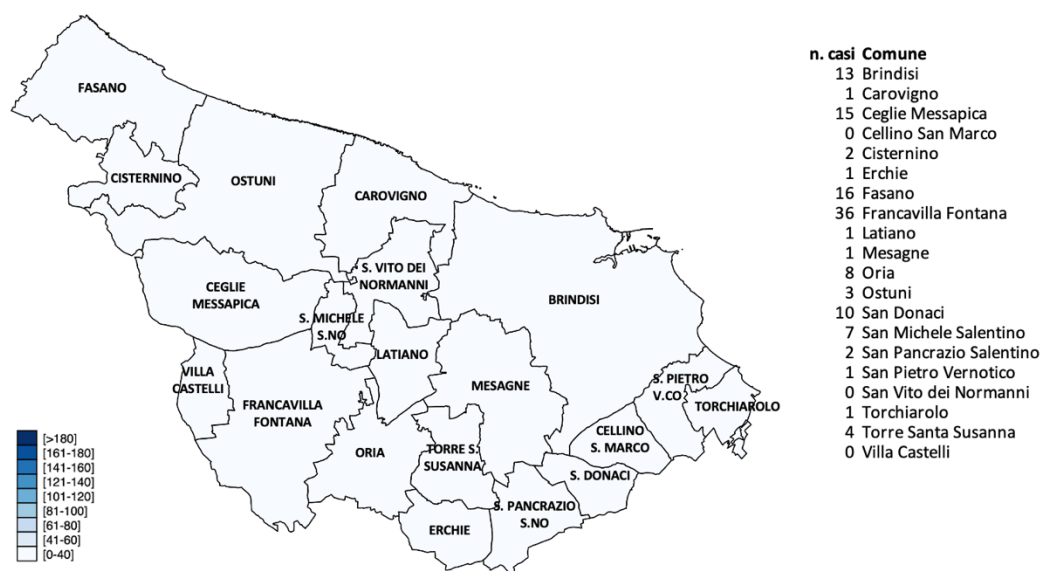 FASANO
CISTERNINO
OSTUNI
CAROVIGNO
S. VITO DEI
NORMANNI
CEGLIE
MESSAPICA
BRINDISI
S. MICHELE
S.NO
LATIANO
VILLA
CASTELLI
MESAGNE
S. PIETRO
V.CO
TORCHIAROLO
FRANCAVILLA
FONTANA
CELLINO
S. MARCO
ORIA
TORRE S.
SUSANNA
S. DONACI
S. PANCRAZIO
S.NO
ERCHIE
[>180]
[161-180]
[141-160]
[121-140]
[101-120]
[81-100]
[61-80]
[41-60]
[0-40]
n. casi Comune
13 Brindisi
1 Carovigno
15 Ceglie Messapica
0 Cellino San Marco
2 Cisternino
1 Erchie
16 Fasano
36 Francavilla Fontana
1 Latiano
1 Mesagne
8 Oria
3 Ostuni
10 San Donaci
7 San Michele Salentino
2 San Pancrazio Salentino
1 San Pietro Vernotico
0 San Vito dei Normanni
1 Torchiarolo
4 Torre Santa Susanna
0 Villa Castelli